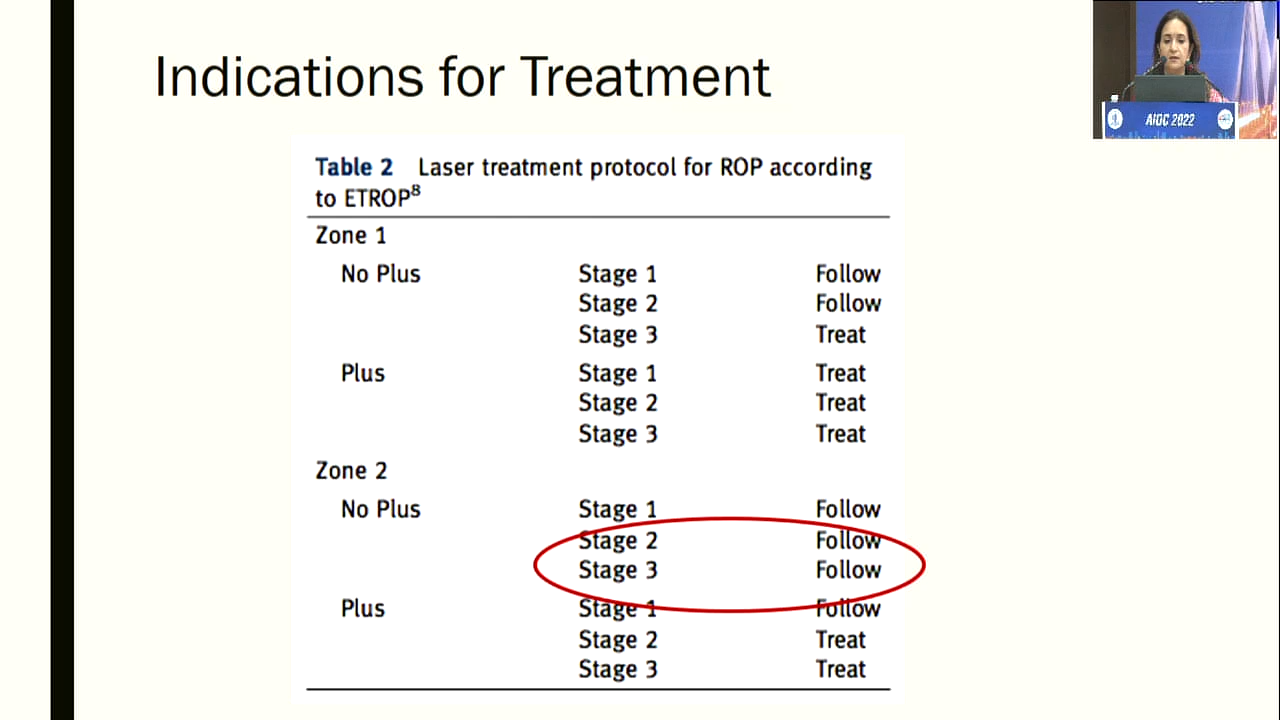 Indications for Treatment
AIOC 2022
Table 2 Laser treatment protocol for ROP according
to ETROP⁸
Zone 1
No Plus Stage 1 Follow
Stage 2 Follow
Stage 3 Treat
Plus Stage 1 Treat
Stage 2 Treat
Stage 3 Treat
Zone 2
No Plus Stage 1 Follow
Stage 2 Follow
Stage 3 Follow
Plus Stage 1 Follow
Stage 2 Treat
Stage 3 Treat